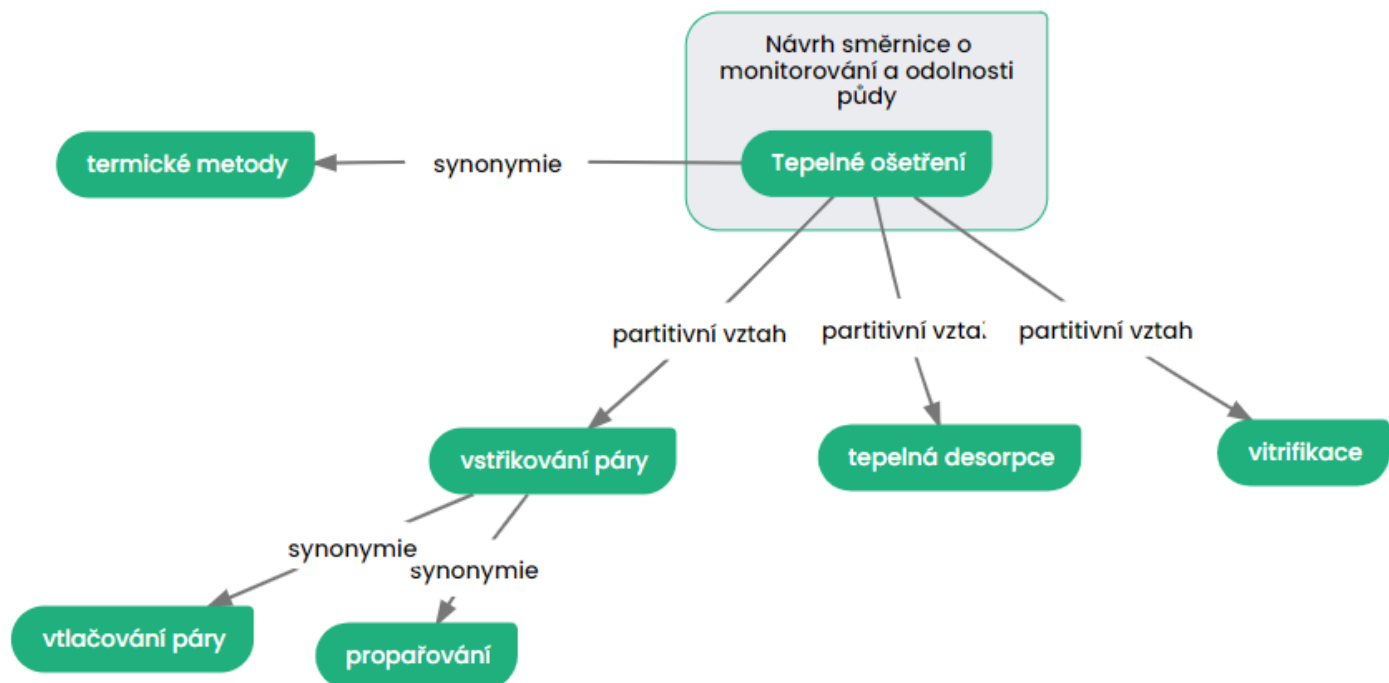 Návrh směrnice o
monitorování a odolnosti
půdy
termické metody
synonymie
Tepelné ošetření
partitivní vztah
partitivní vzta
partitivní vztah
vstřikování páry
tepelná desorpce
vitrifikace
synonymie
synonymie
vtlačování páry
propařování